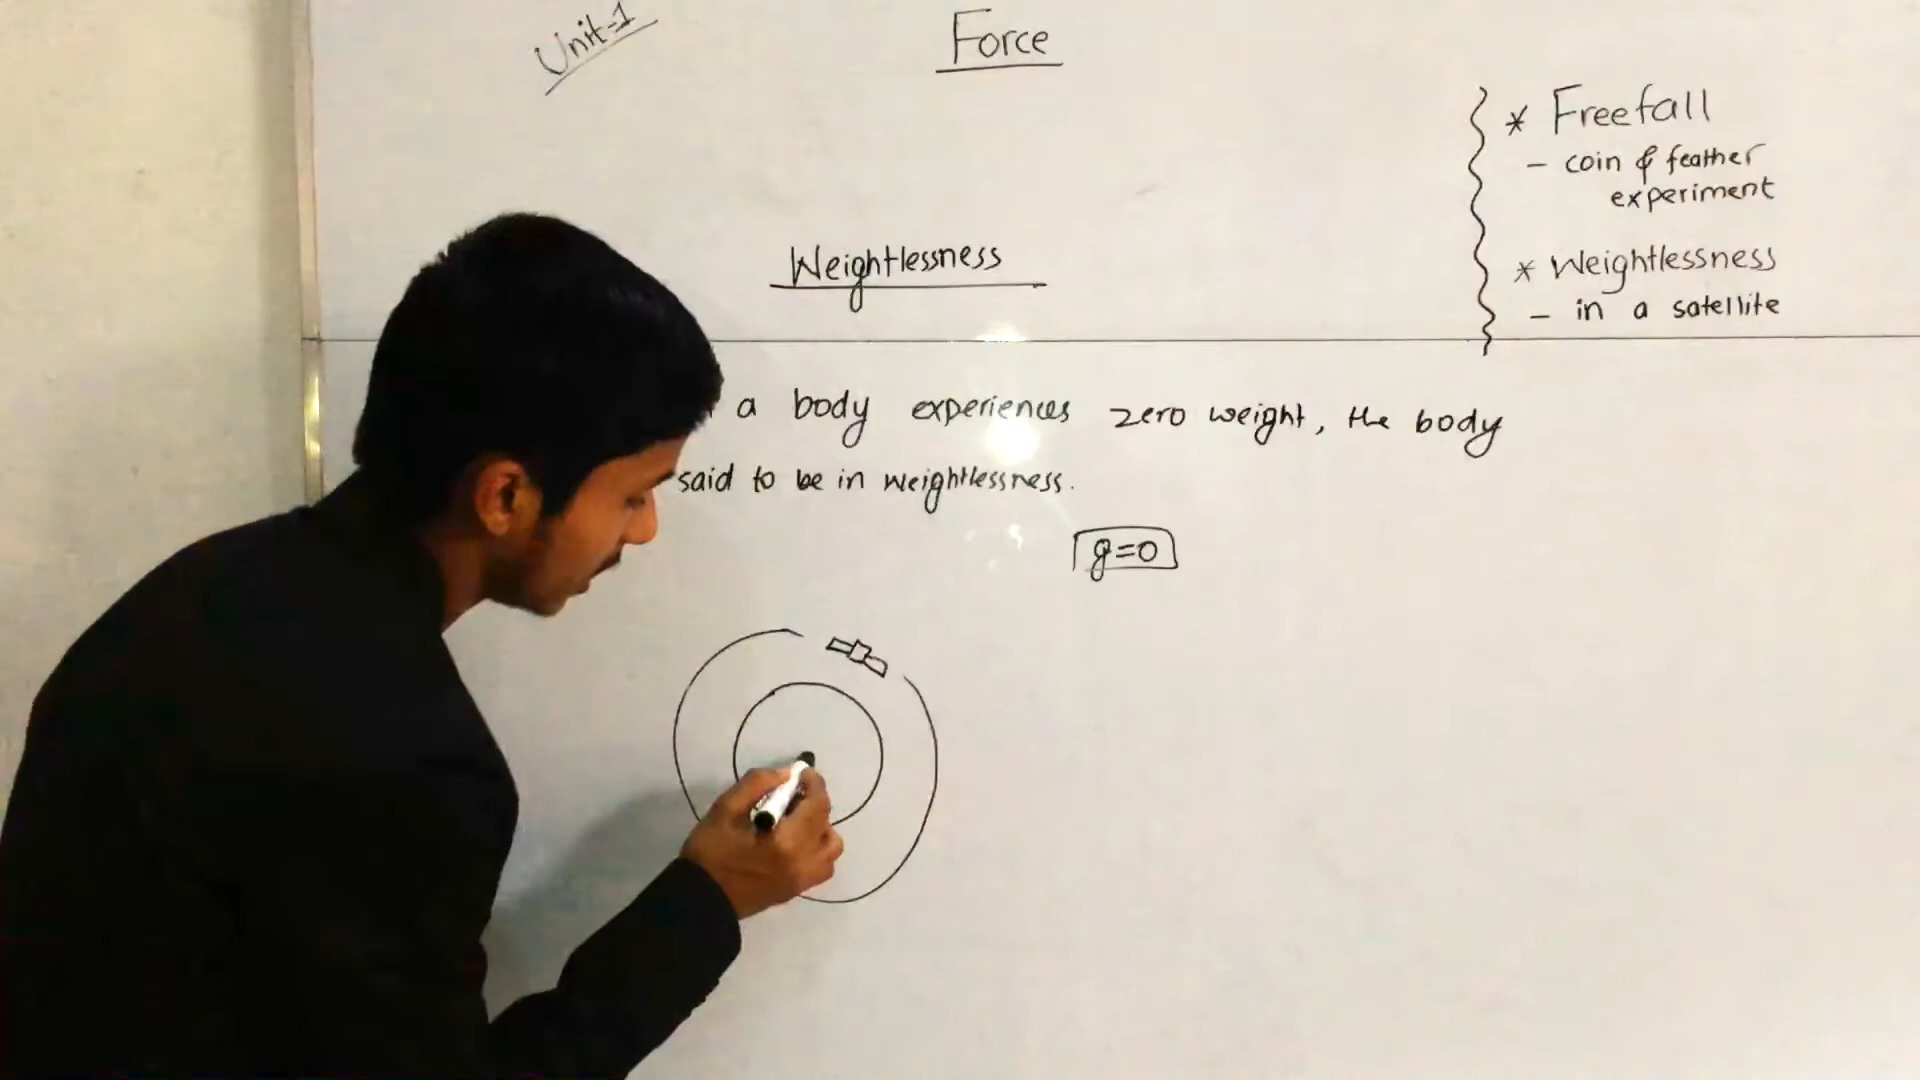 Unit-1
Force
* Freefall
- coin & feather
experiment
Weightlessness
* Weightlessness
- in a satellite
a body experiences zero weight, the body
said to be in weightlessness.
g=0